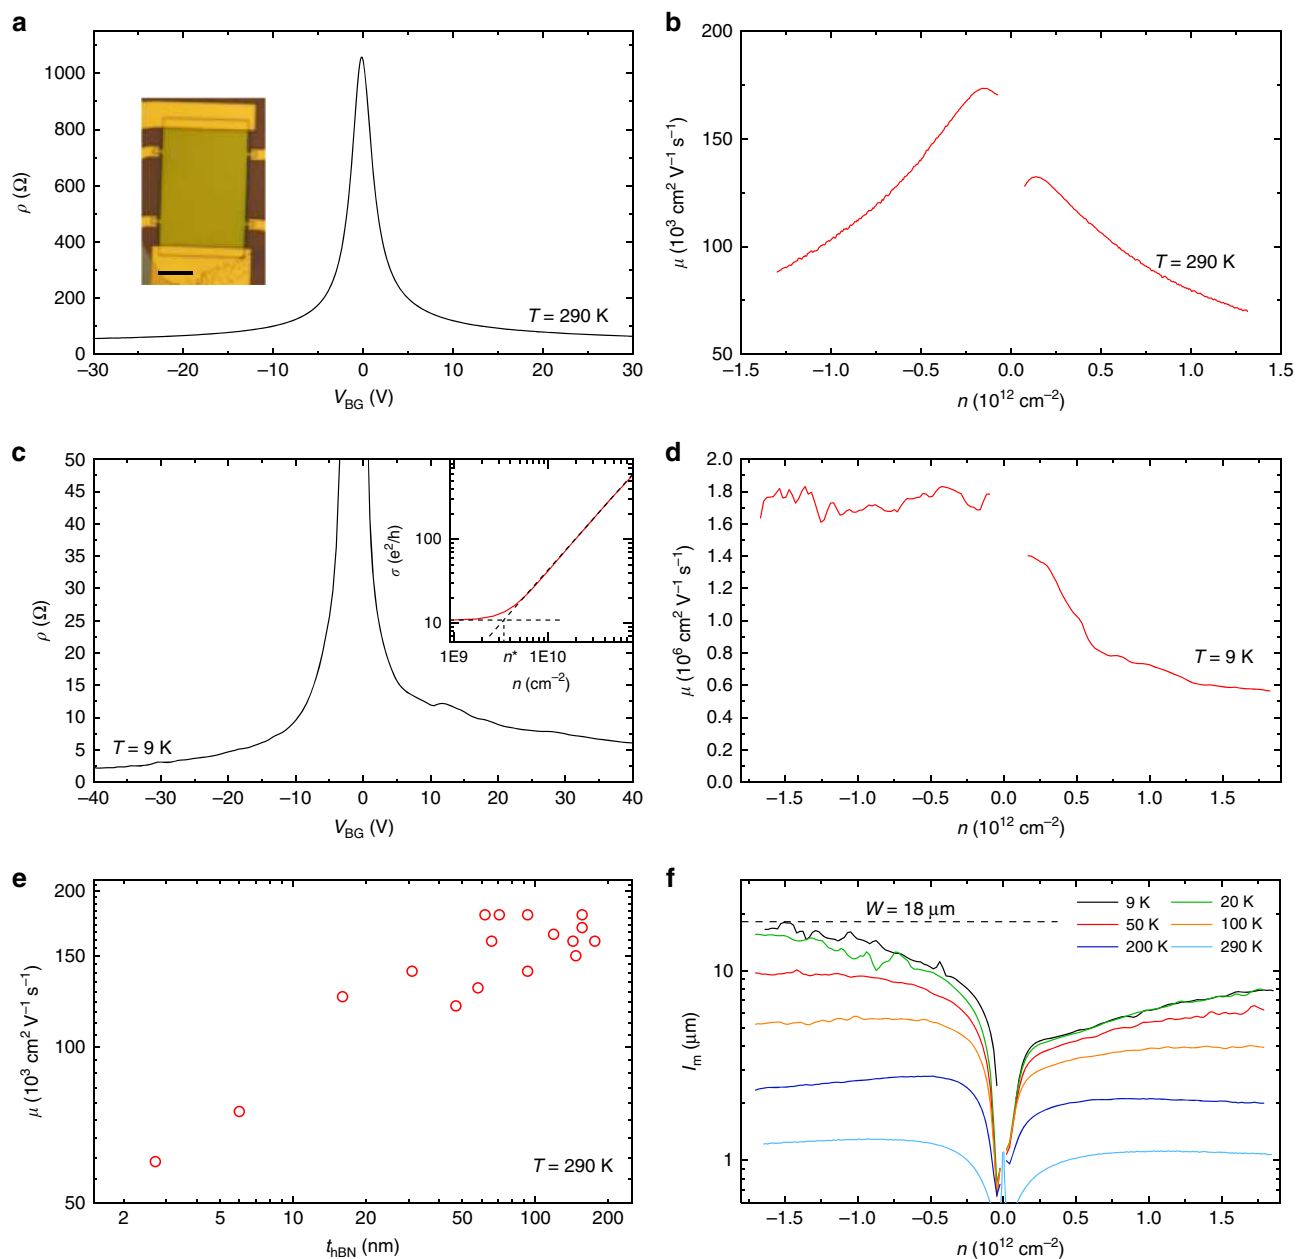 a
1000
800
600
400
200
0
ρ (Ω)
T = 290 K
−30
−20
−10
0
10
20
30
V_BG (V)
b
200
175
150
125
100
75
50
μ (10³ cm² V⁻¹ s⁻¹)
T = 290 K
−1.5
−1.0
−0.5
0.0
0.5
1.0
1.5
n (10¹² cm⁻²)
c
50
45
40
35
30
25
20
15
10
5
0
ρ (Ω)
T = 9 K
−40
−30
−20
−10
0
10
20
30
40
V_BG (V)
100
10
σ (e²/h)
1E9
n*
1E10
n (cm⁻²)
d
2.0
1.8
1.6
1.4
1.2
1.0
0.8
0.6
0.4
0.2
0.0
μ (10⁶ cm² V⁻¹ s⁻¹)
T = 9 K
−1.5
−1.0
−0.5
0.0
0.5
1.0
1.5
n (10¹² cm⁻²)
e
200
150
100
50
μ (10³ cm² V⁻¹ s⁻¹)
T = 290 K
2
5
10
20
50
100
200
t_hBN (nm)
f
10
1
l_m (μm)
W = 18 μm
9 K
20 K
50 K
100 K
200 K
290 K
−1.5
−1.0
−0.5
0.0
0.5
1.0
1.5
n (10¹² cm⁻²)